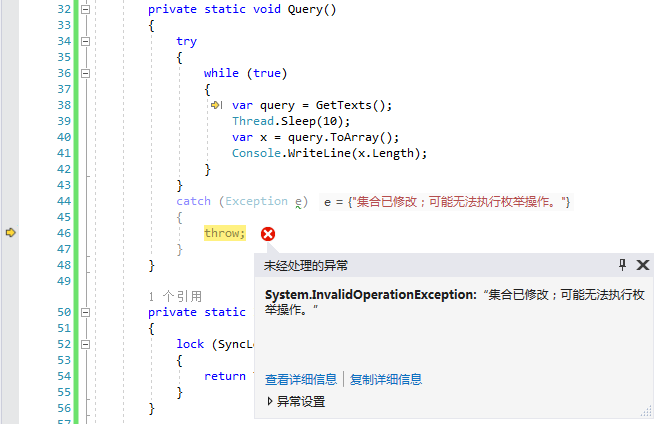 32 private static void Query()
33 {
34 try
35 {
36 while (true)
37 {
38 var query = GetTexts();
39 Thread.Sleep(10);
40 var x = query.ToArray();
41 Console.WriteLine(x.Length);
42 }
43 }
44 catch (Exception e) e = {"集合已修改；可能无法执行枚举操作。"}
45 {
46 throw;
47 }
48 }
49
1 个引用
50 private static
51 {
52 lock (SyncL
53 {
54 return
55 }
56 }
57
未经处理的异常
System.InvalidOperationException:“集合已修改；可能无法执行枚
举操作。”
查看详细信息 复制详细信息
异常设置